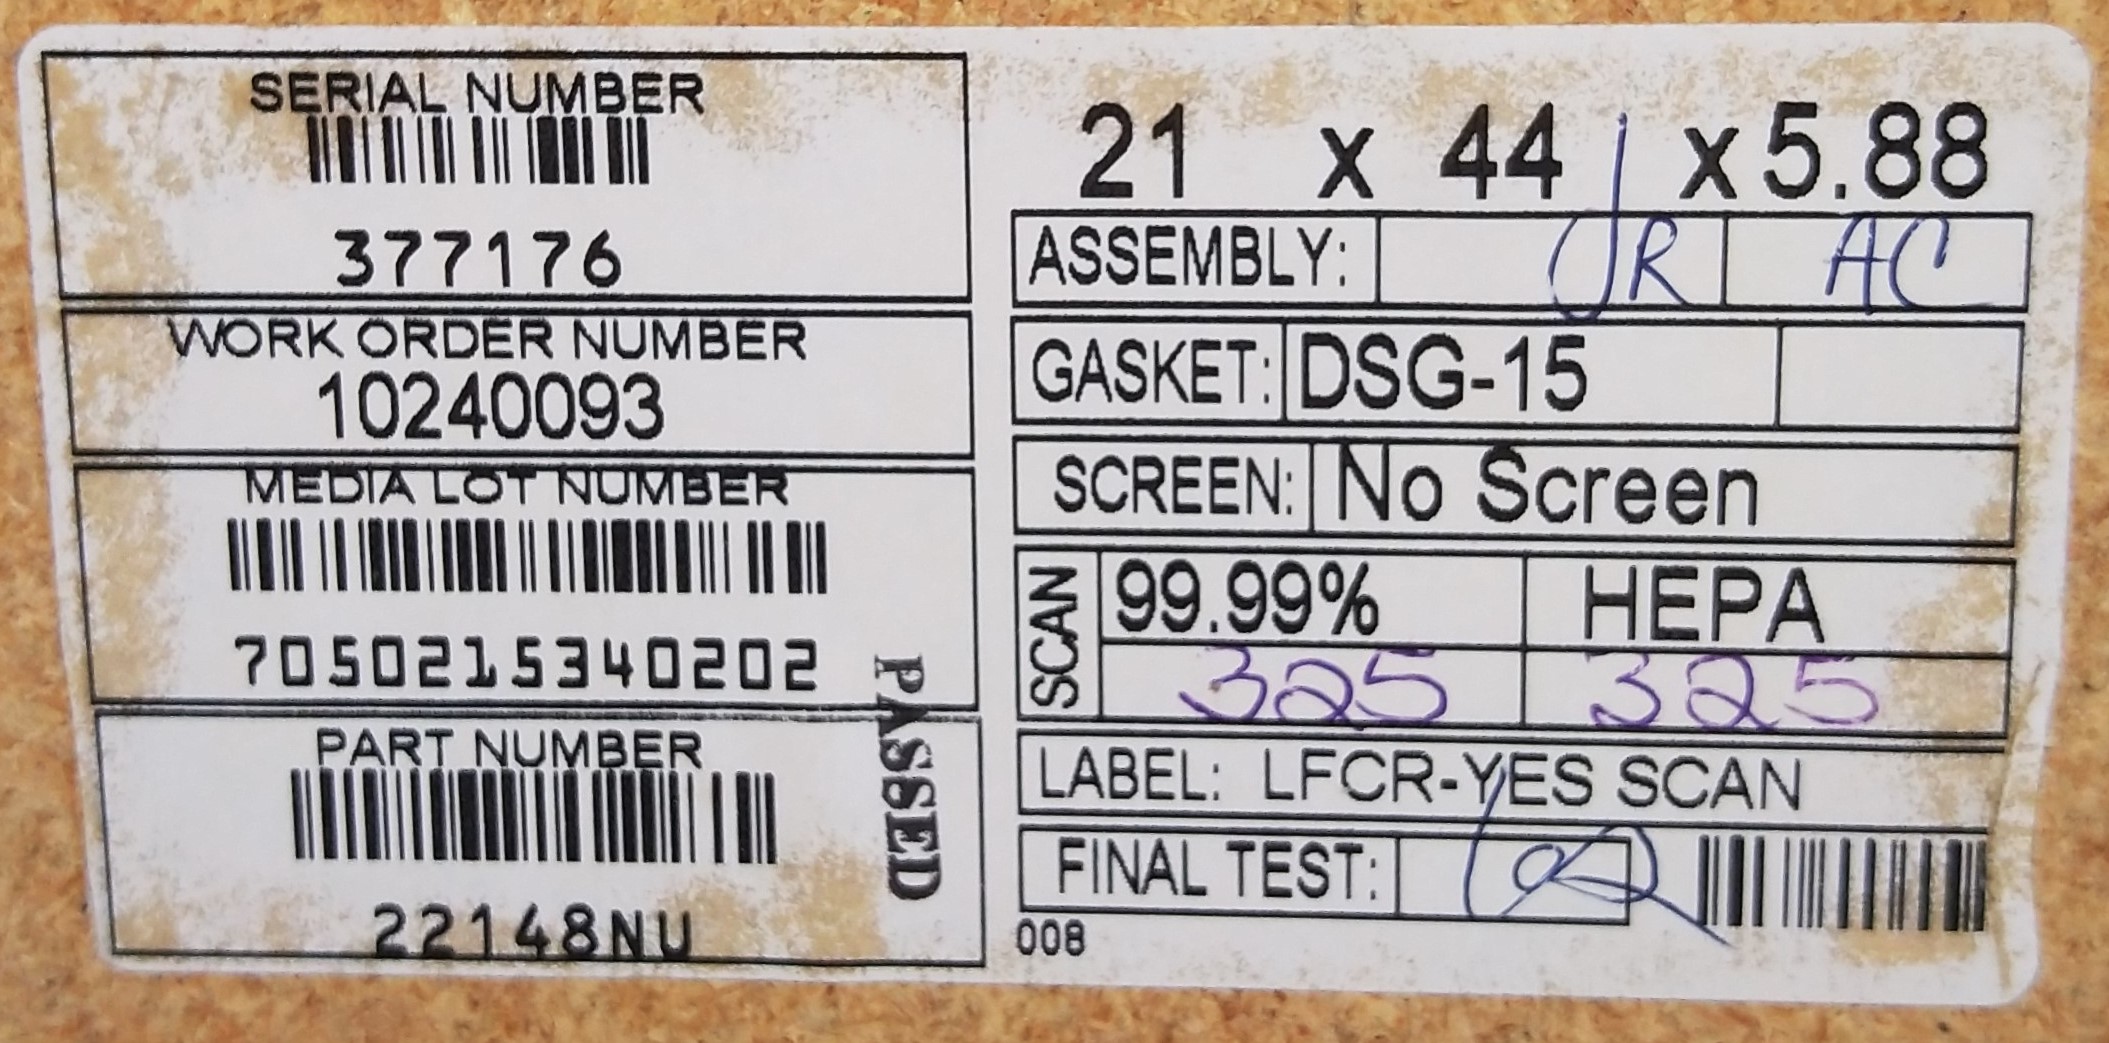 SERIAL NUMBER
377176
WORK ORDER NUMBER
10240093
MEDIA LOT NUMBER
7050215340202
PART NUMBER
22148NU
PASSED
21 x 44 x 5.88
ASSEMBLY: JR AC
GASKET: DSG-15
SCREEN: No Screen
SCAN
99.99% HEPA
325 325
LABEL: LFCR-YES SCAN
FINAL TEST:
008